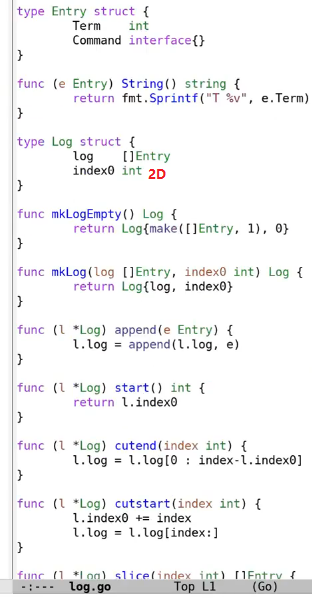 type Entry struct {
        Term    int
        Command interface{}
}

func (e Entry) String() string {
        return fmt.Sprintf("T %v", e.Term)
}

type Log struct {
        log    []Entry
        index0 int 2D
}

func mkLogEmpty() Log {
        return Log{make([]Entry, 1), 0}
}

func mkLog(log []Entry, index0 int) Log {
        return Log{log, index0}
}

func (l *Log) append(e Entry) {
        l.log = append(l.log, e)
}

func (l *Log) start() int {
        return l.index0
}

func (l *Log) cutend(index int) {
        l.log = l.log[0 : index-l.index0]
}

func (l *Log) cutstart(index int) {
        l.index0 += index
        l.log = l.log[index:]
}

func (l *Log) slice(index int) []Entry {
-:---  log.go         Top L1     (Go)